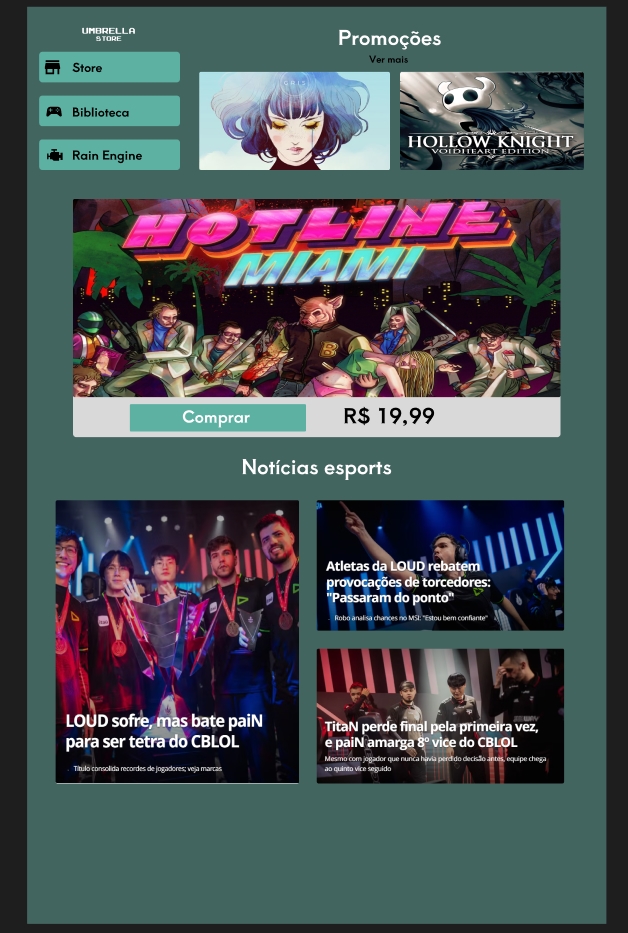 UMBRELLA
STORE
Store
Biblioteca
Rain Engine
Promoções
Ver mais
GRIS
HOLLOW KNIGHT
VOIDHEART EDITION
HOTLINE
MIAMI
B
Comprar
R$ 19,99
Notícias esports
LOUD sofre, mas bate paiN
para ser tetra do CBLOL
Título consolida recordes de jogadores; veja marcas
Atletas da LOUD rebatem
provocações de torcedores:
"Passaram do ponto"
Robo analisa chances no MSI: "Estou bem confiante"
TitaN perde final pela primeira vez,
e paiN amarga 8º vice do CBLOL
Mesmo com jogador que nunca havia perdido decisão antes, equipe chega
ao quinto vice seguido